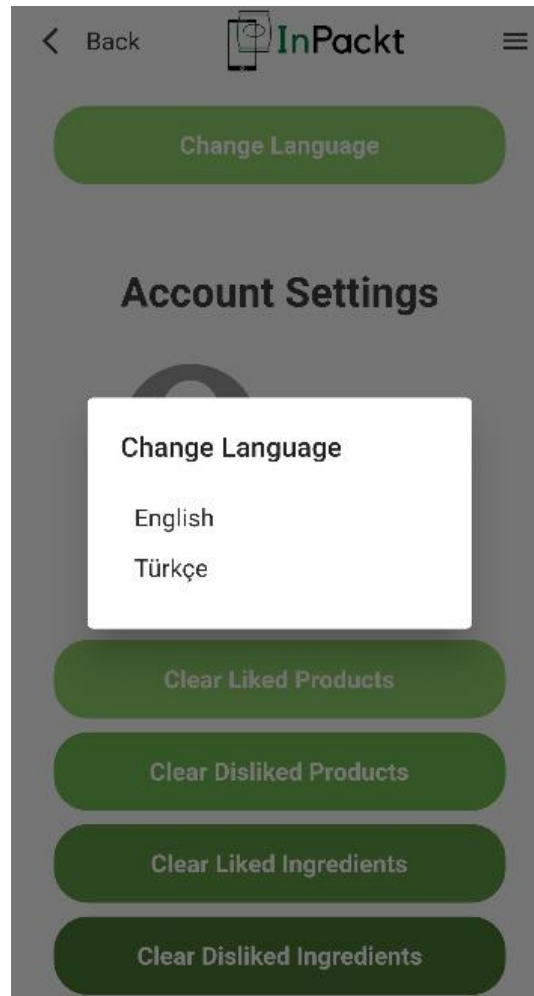 Back
InPackt
Change Language
Account Settings
Change Language
English
Türkçe
Clear Liked Products
Clear Disliked Products
Clear Liked Ingredients
Clear Disliked Ingredients